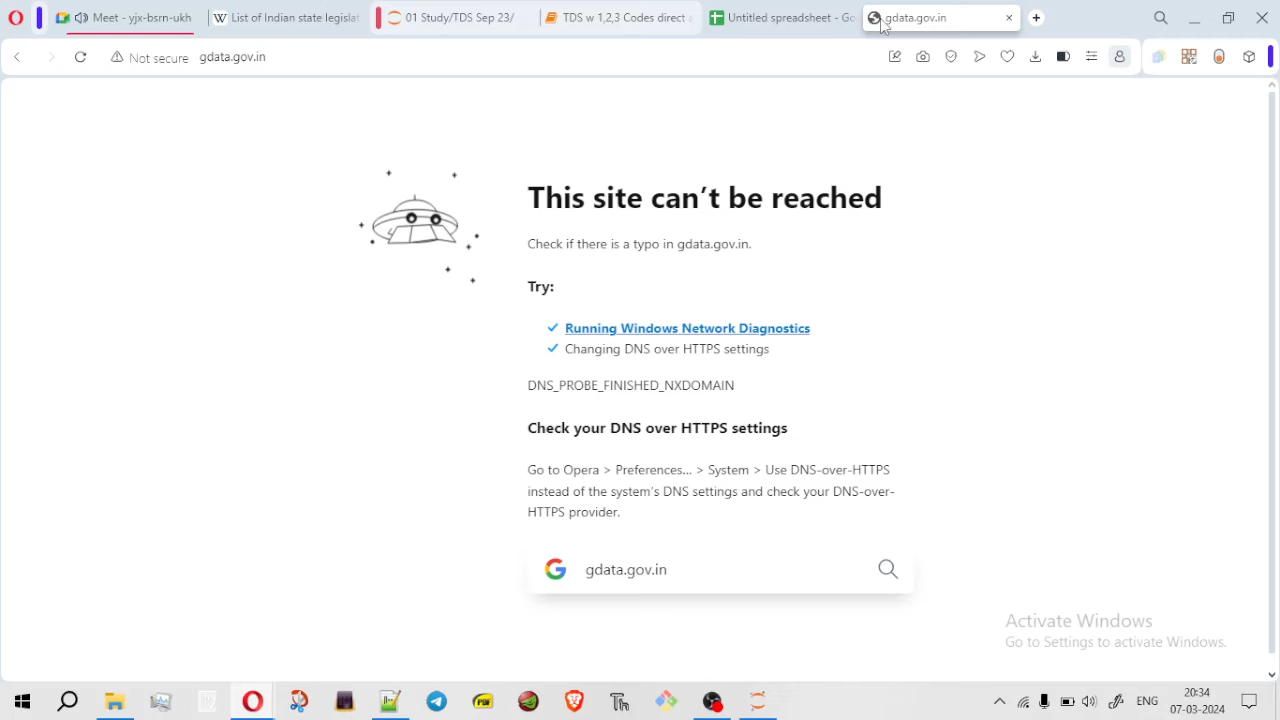 Meet - yjx-bsrn-ukh
List of Indian state legislat
01 Study/TDS Sep 23/
TDS w 1,2,3 Codes direct a
Untitled spreadsheet - Go
gdata.gov.in
Not secure gdata.gov.in
This site can't be reached
Check if there is a typo in gdata.gov.in.
Try:
Running Windows Network Diagnostics
Changing DNS over HTTPS settings
DNS_PROBE_FINISHED_NXDOMAIN
Check your DNS over HTTPS settings
Go to Opera > Preferences... > System > Use DNS-over-HTTPS
instead of the system's DNS settings and check your DNS-over-
HTTPS provider.
gdata.gov.in
Activate Windows
Go to Settings to activate Windows.
ENG
20:34
07-03-2024